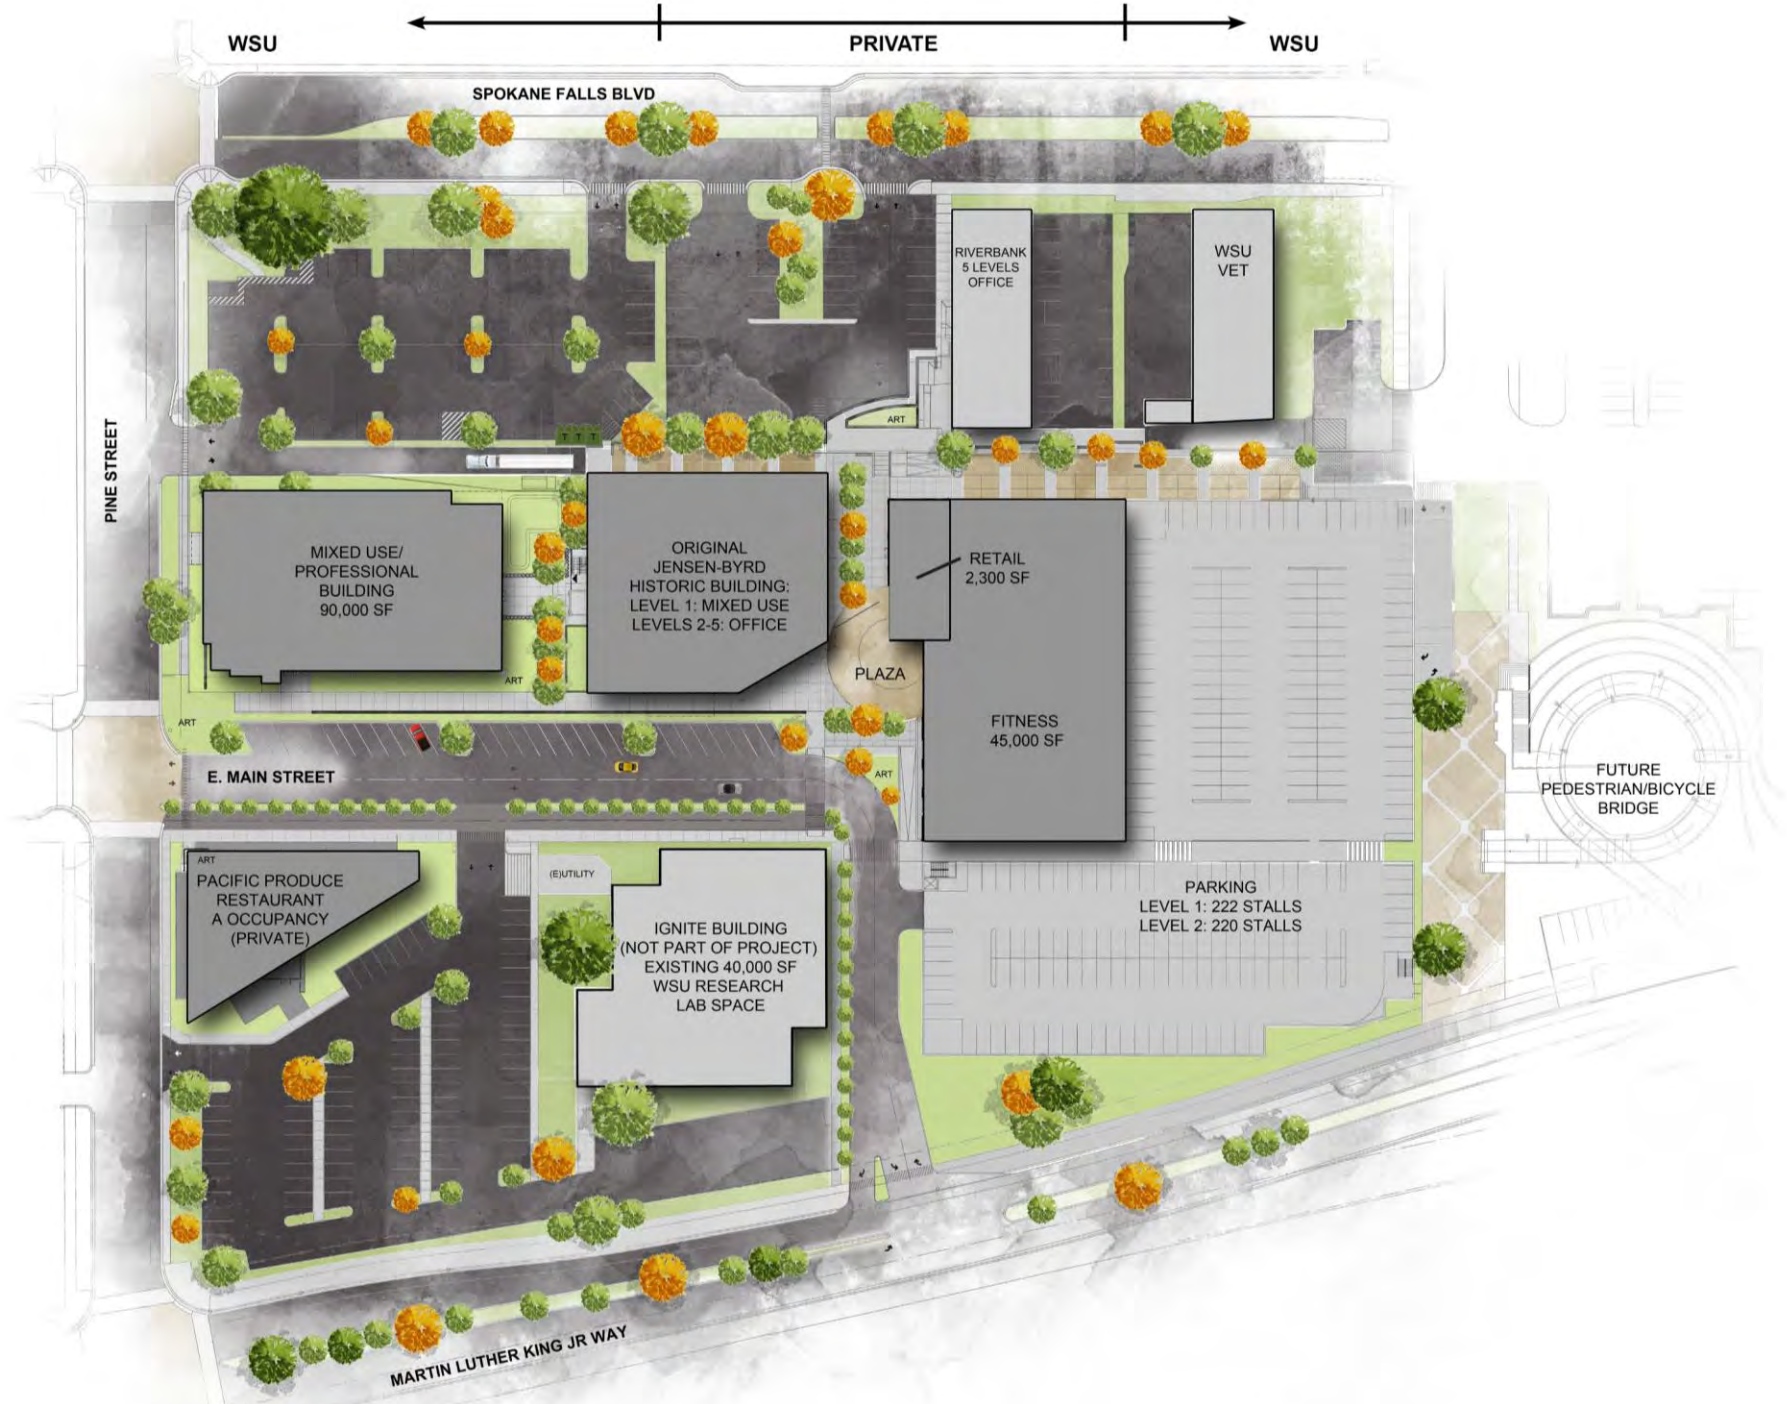 WSU
PRIVATE
WSU
SPOKANE FALLS BLVD
RIVERBANK
5 LEVELS
OFFICE
WSU
VET
ART
PINE STREET
T T T
MIXED USE/
PROFESSIONAL
BUILDING
90,000 SF
ORIGINAL
JENSEN-BYRD
HISTORIC BUILDING:
LEVEL 1: MIXED USE
LEVELS 2-5: OFFICE
RETAIL
2,300 SF
PLAZA
ART
ART
FITNESS
45,000 SF
E. MAIN STREET
ART
FUTURE
PEDESTRIAN/BICYCLE
BRIDGE
ART
PACIFIC PRODUCE
RESTAURANT
A OCCUPANCY
(PRIVATE)
(E)UTILITY
IGNITE BUILDING
(NOT PART OF PROJECT)
EXISTING 40,000 SF
WSU RESEARCH
LAB SPACE
PARKING
LEVEL 1: 222 STALLS
LEVEL 2: 220 STALLS
MARTIN LUTHER KING JR WAY